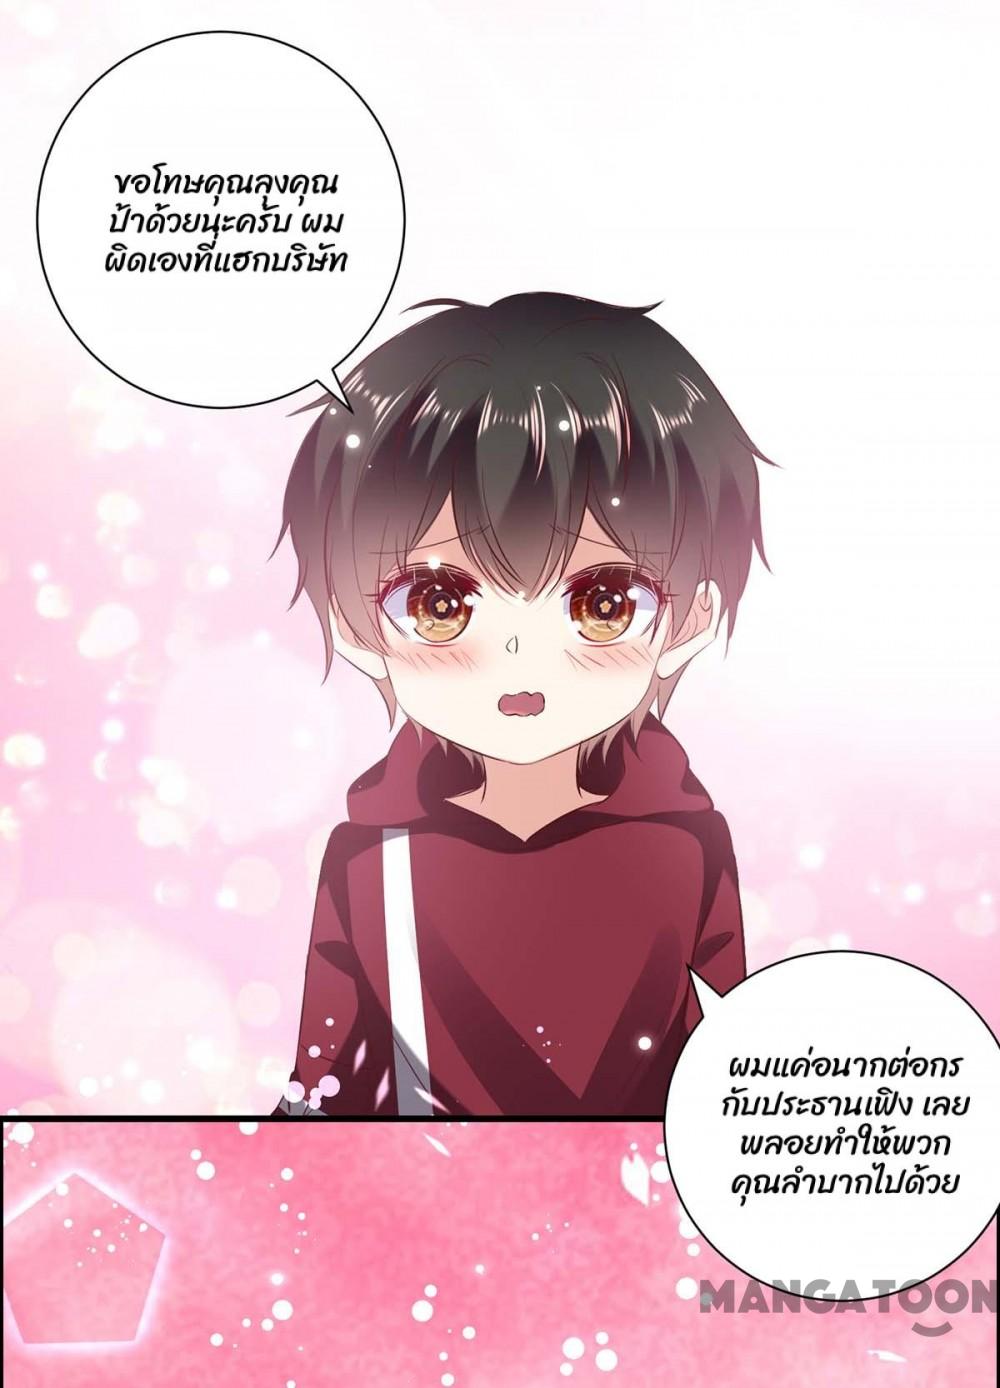 ขอโทษคุณลุงคุณ
ป้าด้วยนะครับ ผม
ผิดเองที่แฮกบริษัท
ผมแค่อนากต่อกร
กับประธานเฟิง เลย
พลอยทำให้พวก
คุณลำบากไปด้วย
MANGATOON